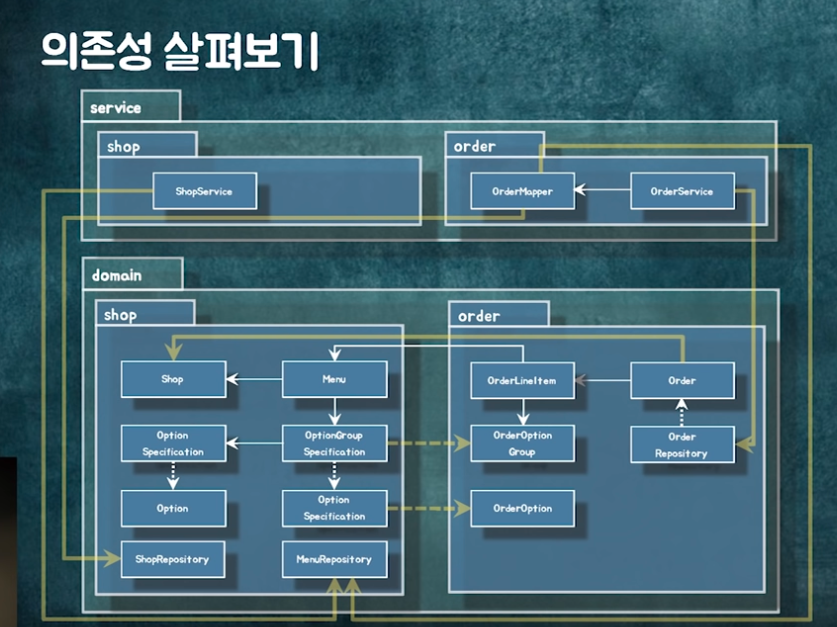 의존성 살펴보기
service
shop
order
ShopService
OrderMapper
OrderService
domain
shop
order
Shop
Menu
OrderLineItem
Order
Option
Specification
OptionGroup
Specification
OrderOption
Group
Order
Repository
Option
Option
Specification
OrderOption
ShopRepository
MenuRepository